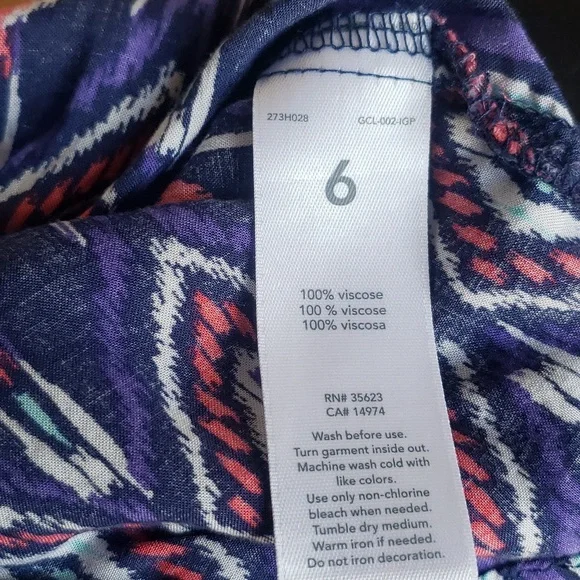 273H028 GCL-002-IGP
6
100% viscose
100 % viscose
100% viscosa
RN# 35623
CA# 14974
Wash before use.
Turn garment inside out.
Machine wash cold with
like colors.
Use only non-chlorine
bleach when needed.
Tumble dry medium.
Warm iron if needed.
Do not iron decoration.